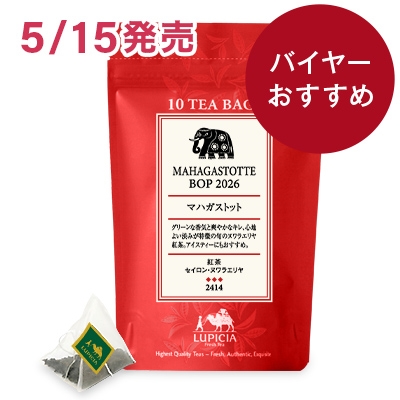 5/15発売
バイヤー
おすすめ
10 TEA BAG
MAHAGASTOTTE
BOP 2026
マハガストット
グリーンな香気と爽やかなキレ、心地
よい渋みが特徴の旬のヌワラエリヤ
紅茶。アイスティーにもおすすめ。
紅茶
セイロン・ヌワラエリヤ
2414
LUPICIA
Fresh Tea
Highest Quality Teas – Fresh, Authentic, Exquisite